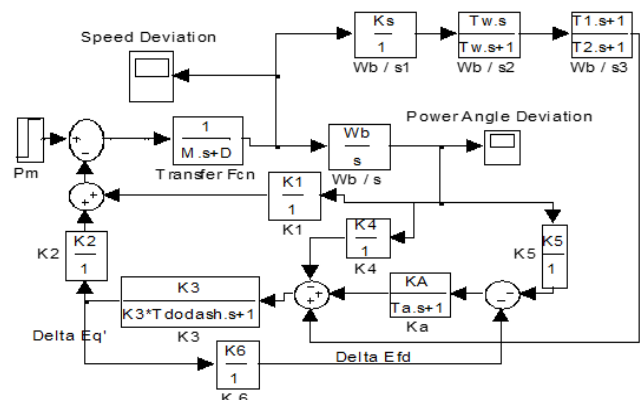 Speed Deviation
Ks
1
Wb / s1
Tw.s
Tw.s+1
Wb / s2
T1.s+1
T2.s+1
Wb / s3
Pm
1
M.s+D
Transfer Fcn
Wb
s
Wb / s
Power Angle Deviation
K1
1
K1
K2
K2
1
K4
1
K4
K5
K5
1
K3
K3*Tdodash.s+1
K3
KA
Ta.s+1
Ka
Delta Eq'
K6
1
K 6
Delta Efd